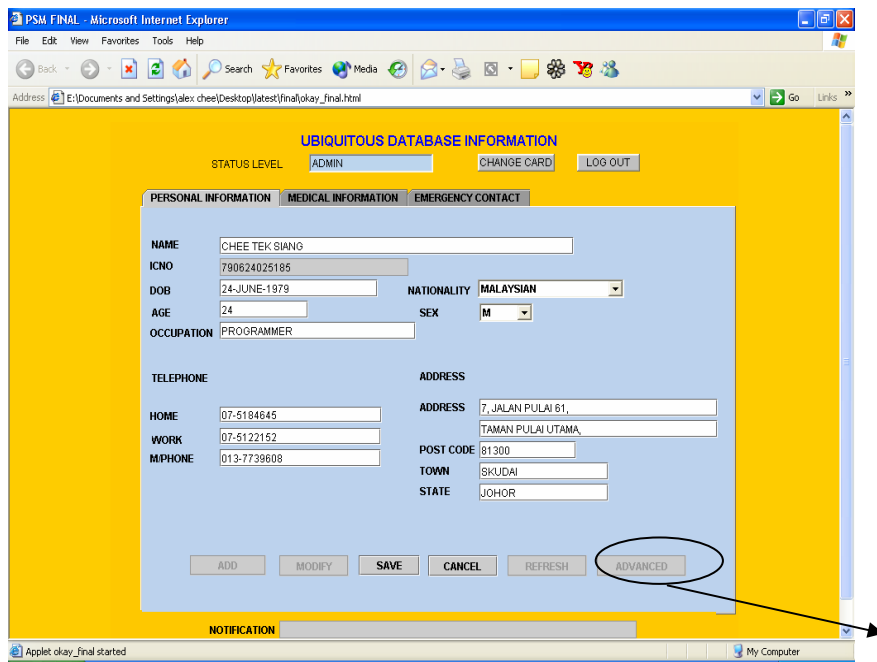 PSM FINAL - Microsoft Internet Explorer
File Edit View Favorites Tools Help
Back Search Favorites Media
Address E:\Documents and Settings\alex chee\Desktop\latest\final\okay_final.html Go Links »
UBIQUITOUS DATABASE INFORMATION
STATUS LEVEL ADMIN CHANGE CARD LOG OUT
PERSONAL INFORMATION MEDICAL INFORMATION EMERGENCY CONTACT
NAME CHEE TEK SIANG
ICNO 790624025185
DOB 24-JUNE-1979 NATIONALITY MALAYSIAN
AGE 24 SEX M
OCCUPATION PROGRAMMER
TELEPHONE ADDRESS
HOME 07-5184645 ADDRESS 7, JALAN PULAI 61,
WORK 07-5122152 TAMAN PULAI UTAMA,
M/PHONE 013-7739608 POST CODE 81300
TOWN SKUDAI
STATE JOHOR
ADD MODIFY SAVE CANCEL REFRESH ADVANCED
NOTIFICATION
Applet okay_final started My Computer